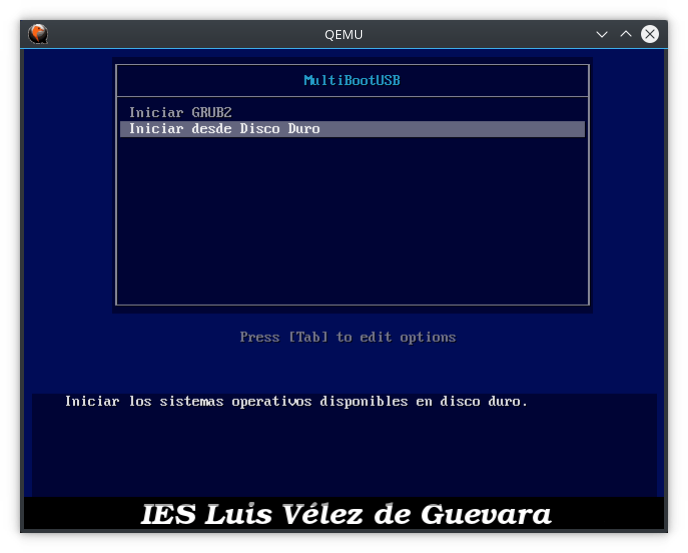 QEMU
MultiBootUSB
Iniciar GRUB2
Iniciar desde Disco Duro
Press [Tab] to edit options
Iniciar los sistemas operativos disponibles en disco duro.
IES Luis Vélez de Guevara